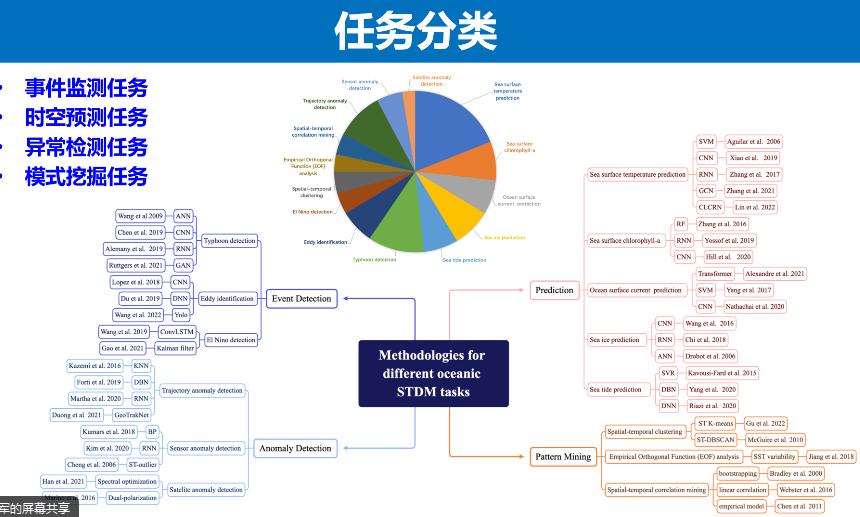 任务分类
• 事件监测任务
• 时空预测任务
• 异常检测任务
• 模式挖掘任务
Satelite anomaly
detection
Sensor anomaly
detection
Trajectory anomaly
detection
Spatial-temporal
correlation mining
Empirical Orthogonal
Function (EOF)
analysis
Spatial-temporal
clustering
El Nino detection
Eddy identification
Typhoon detection
Sea surface
temperature
prediction
Sea surface
chlorophyll-a
Ocean surface
current prediction
Sea ice prediction
Sea tide prediction
Methodologies for
different oceanic
STDM tasks
Event Detection
Typhoon detection
Wang et al.2009 ANN
Chen et al. 2019 CNN
Alemany et al. 2019 RNN
Ruttgers et al. 2021 GAN
Eddy identification
Lopez et al. 2018 CNN
Du et al. 2019 DNN
Wang et al. 2022 Yolo
El Nino detection
Wang et al. 2019 ConvLSTM
Gao et al. 2021 Kalman filter
Anomaly Detection
Trajectory anomaly detection
Kazemi et al. 2016 KNN
Forti et al. 2019 DBN
Martha et al. 2020 RNN
Duong et al. 2021 GeoTrakNet
Sensor anomaly detection
Kumars et al. 2018 BP
Kim et al. 2020 RNN
Cheng et al. 2006 ST-outlier
Satelite anomaly detection
Han et al. 2021 Spectral optimization
et al. 2016 Dual-polarization
Prediction
Sea surface temperature prediction
SVM Aguilar et al. 2006
CNN Xiao et al. 2019
RNN Zhang et al. 2017
GCN Zhang et al. 2021
CLCRN Lin et al. 2022
Sea surface chlorophyll-a
RF Zhang et al. 2016
RNN Yossof et al. 2019
CNN Hill et al. 2020
Ocean surface current prediction
Transformer Alexandre et al. 2021
SVM Yang et al. 2017
CNN Nathachai et al. 2020
Sea ice prediction
CNN Wang et al. 2016
RNN Chi et al. 2018
ANN Drobot et al. 2006
Sea tide prediction
SVR Kavousi-Fard et al. 2015
DBN Yang et al. 2020
DNN Riazi et al. 2020
Pattern Mining
Spatial-temporal clustering
ST K-means Gu et al. 2022
ST-DBSCAN McGuire et al. 2010
Empirical Orthogonal Function (EOF) analysis SST variability Jiang et al. 2018
Spatial-temporal correlation mining
bootstrapping Bradley et al. 2000
linear correlation Webster et al. 2016
empirical model Chen et al. 2011
军的屏幕共享